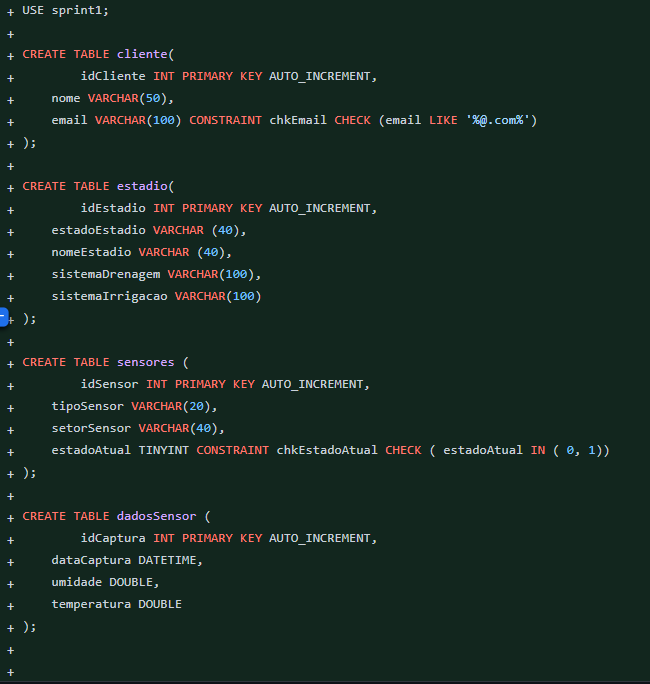 + USE sprint1;
+
+ CREATE TABLE cliente(
+ idCliente INT PRIMARY KEY AUTO_INCREMENT,
+ nome VARCHAR(50),
+ email VARCHAR(100) CONSTRAINT chkEmail CHECK (email LIKE '%@.com%')
+ );
+
+ CREATE TABLE estadio(
+ idEstadio INT PRIMARY KEY AUTO_INCREMENT,
+ estadoEstadio VARCHAR (40),
+ nomeEstadio VARCHAR (40),
+ sistemaDrenagem VARCHAR(100),
+ sistemaIrrigacao VARCHAR(100)
+ );
+
+ CREATE TABLE sensores (
+ idSensor INT PRIMARY KEY AUTO_INCREMENT,
+ tipoSensor VARCHAR(20),
+ setorSensor VARCHAR(40),
+ estadoAtual TINYINT CONSTRAINT chkEstadoAtual CHECK ( estadoAtual IN ( 0, 1))
+ );
+
+ CREATE TABLE dadosSensor (
+ idCaptura INT PRIMARY KEY AUTO_INCREMENT,
+ dataCaptura DATETIME,
+ umidade DOUBLE,
+ temperatura DOUBLE
+ );
+
+